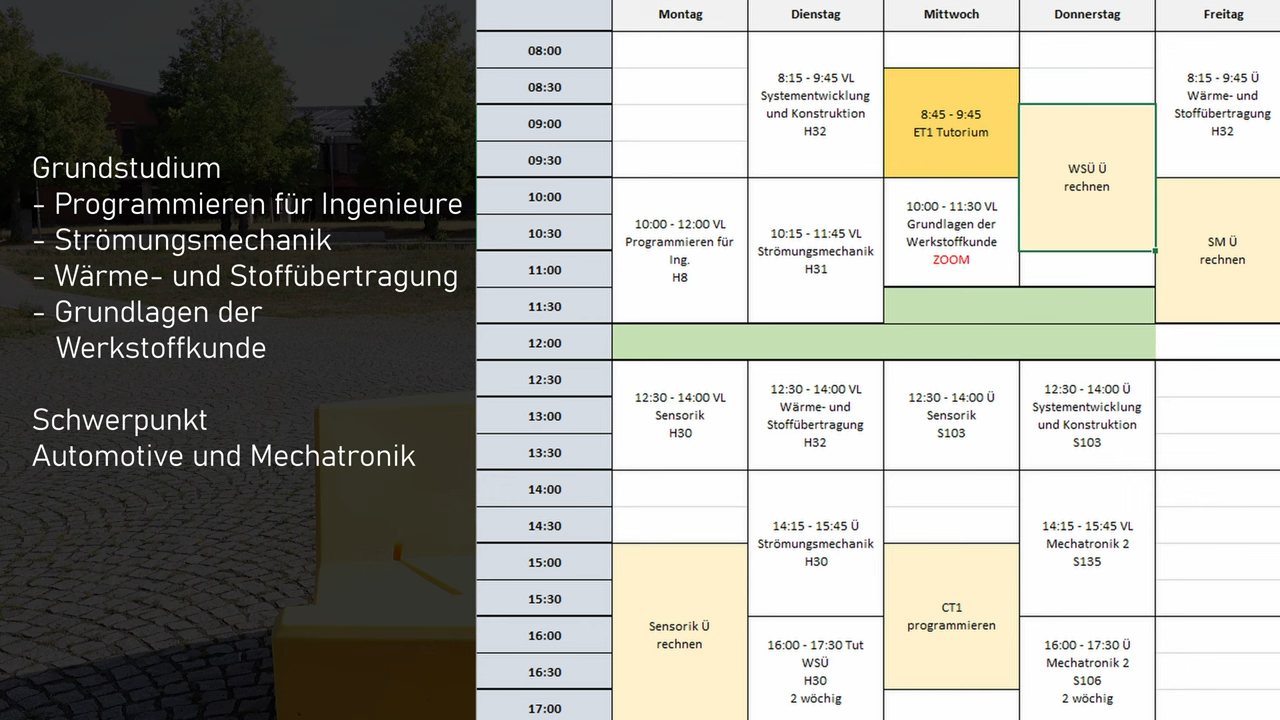 Grundstudium
- Programmieren für Ingenieure
- Strömungsmechanik
- Wärme- und Stoffübertragung
- Grundlagen der
Werkstoffkunde
Schwerpunkt
Automotive und Mechatronik
Montag Dienstag Mittwoch Donnerstag Freitag
08:00
08:30
09:00
09:30
10:00
10:30
11:00
11:30
12:00
12:30
13:00
13:30
14:00
14:30
15:00
15:30
16:00
16:30
17:00
10:00 - 12:00 VL
Programmieren für
Ing.
H8
12:30 - 14:00 VL
Sensorik
H30
Sensorik Ü
rechnen
8:15 - 9:45 VL
Systementwicklung
und Konstruktion
H32
10:15 - 11:45 VL
Strömungsmechanik
H31
12:30 - 14:00 VL
Wärme- und
Stoffübertragung
H32
14:15 - 15:45 Ü
Strömungsmechanik
H30
16:00 - 17:30 Tut
WSÜ
H30
2 wöchig
8:45 - 9:45
ET1 Tutorium
10:00 - 11:30 VL
Grundlagen der
Werkstoffkunde
ZOOM
12:30 - 14:00 Ü
Sensorik
S103
CT1
programmieren
WSÜ Ü
rechnen
12:30 - 14:00 Ü
Systementwicklung
und Konstruktion
S103
14:15 - 15:45 VL
Mechatronik 2
S135
16:00 - 17:30 Ü
Mechatronik 2
S106
2 wöchig
8:15 - 9:45 Ü
Wärme- und
Stoffübertragung
H32
SM Ü
rechnen